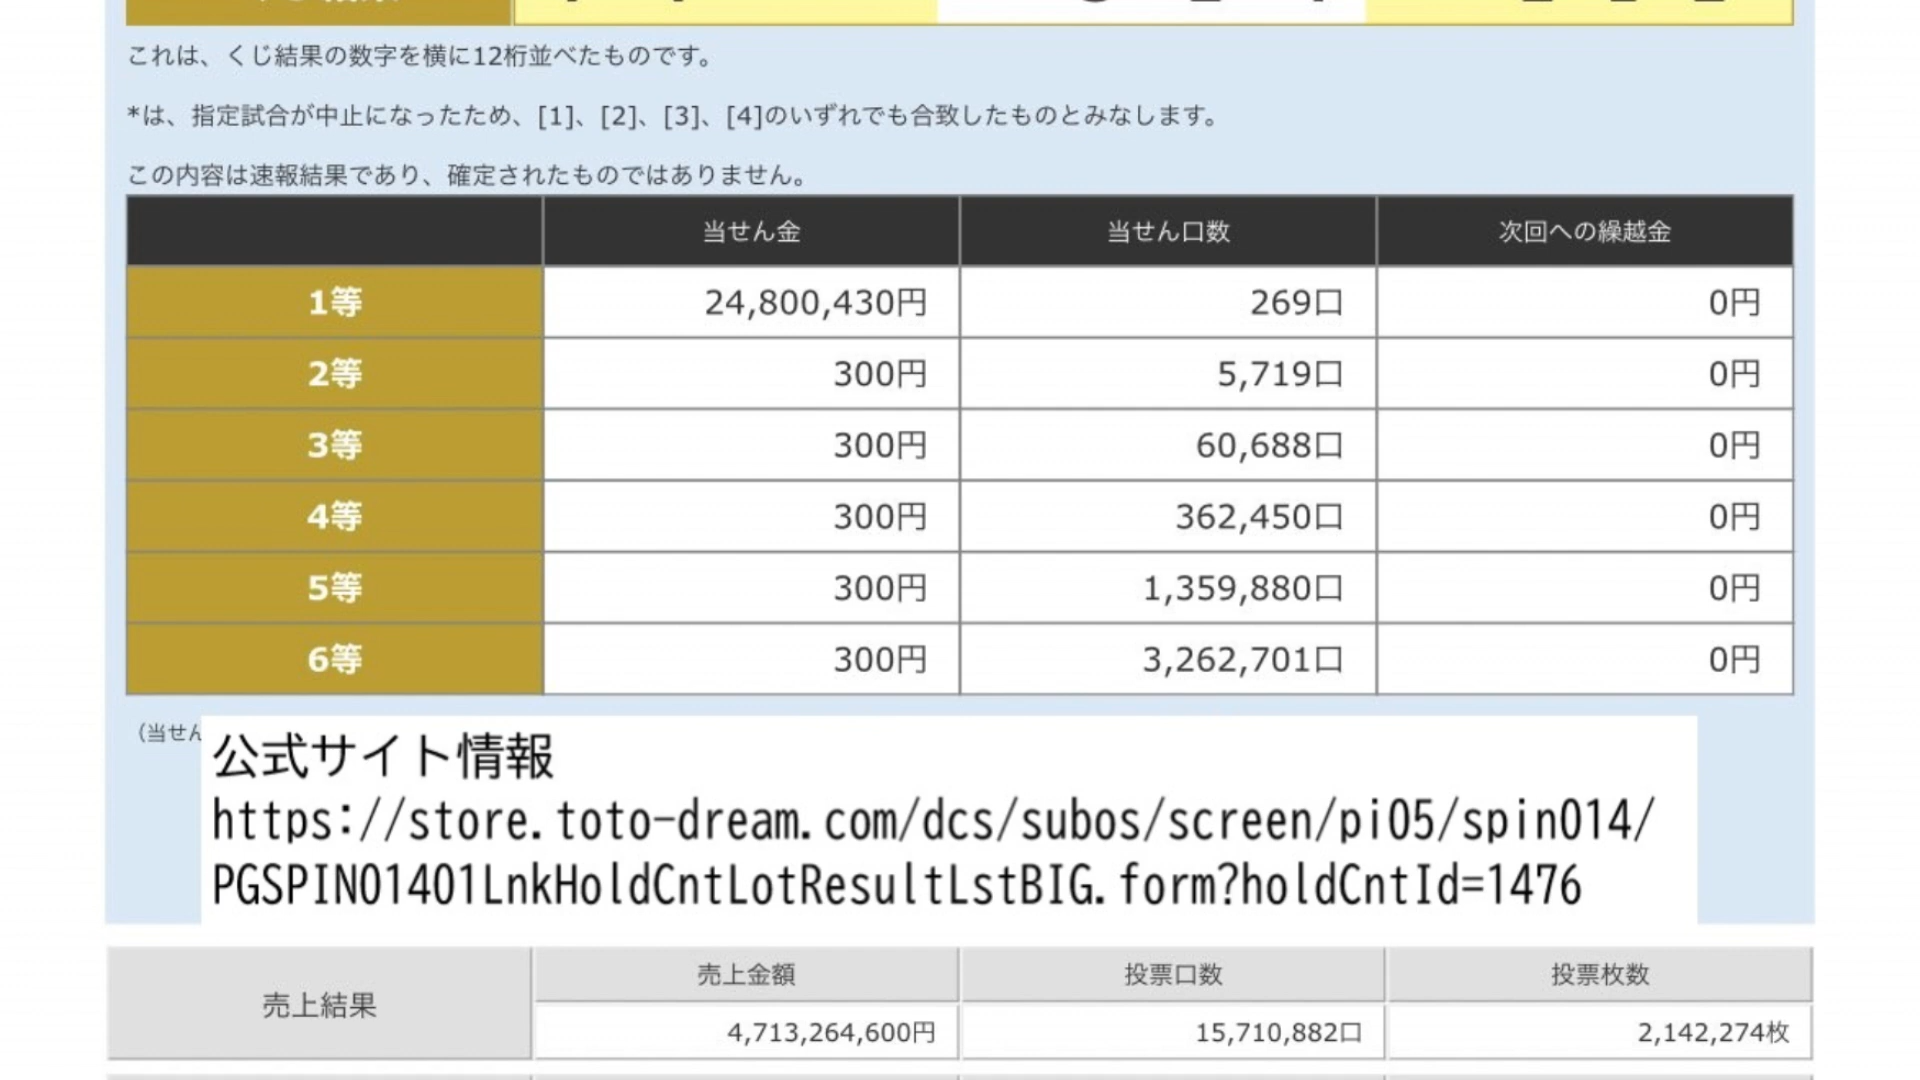 これは、くじ結果の数字を横に12桁並べたものです。
*は、指定試合が中止になったため、[1]、[2]、[3]、[4]のいずれでも合致したものとみなします。
この内容は速報結果であり、確定されたものではありません。
当せん金 当せん口数 次回への繰越金
1等 24,800,430円 269口 0円
2等 300円 5,719口 0円
3等 300円 60,688口 0円
4等 300円 362,450口 0円
5等 300円 1,359,880口 0円
6等 300円 3,262,701口 0円
（当せん
公式サイト情報
https://store.toto-dream.com/dcs/subos/screen/pi05/spin014/
PGSPIN01401LnkHoldCntLotResultLstBIG.form?holdCntId=1476
売上結果 売上金額 投票口数 投票枚数
4,713,264,600円 15,710,882口 2,142,274枚